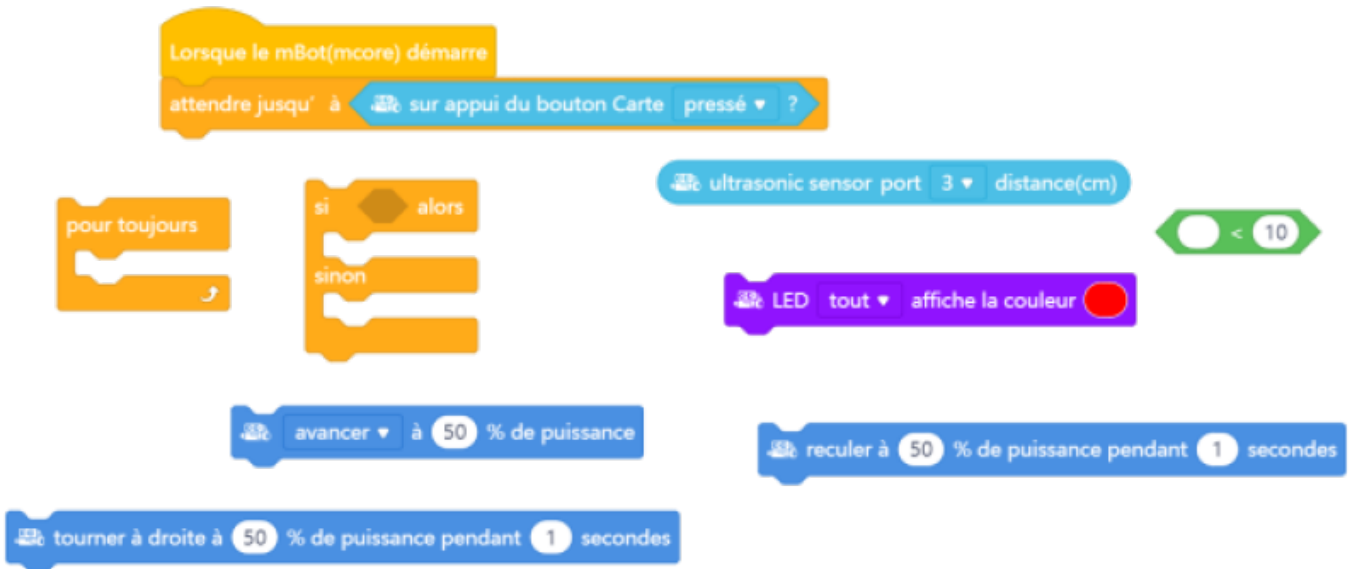 Lorsque le mBot(mcore) démarre
attendre jusqu' à sur appui du bouton Carte pressé ?
ultrasonic sensor port 3 distance(cm)
pour toujours
si alors
sinon
< 10
LED tout affiche la couleur
avancer à 50 % de puissance
reculer à 50 % de puissance pendant 1 secondes
tourner à droite à 50 % de puissance pendant 1 secondes